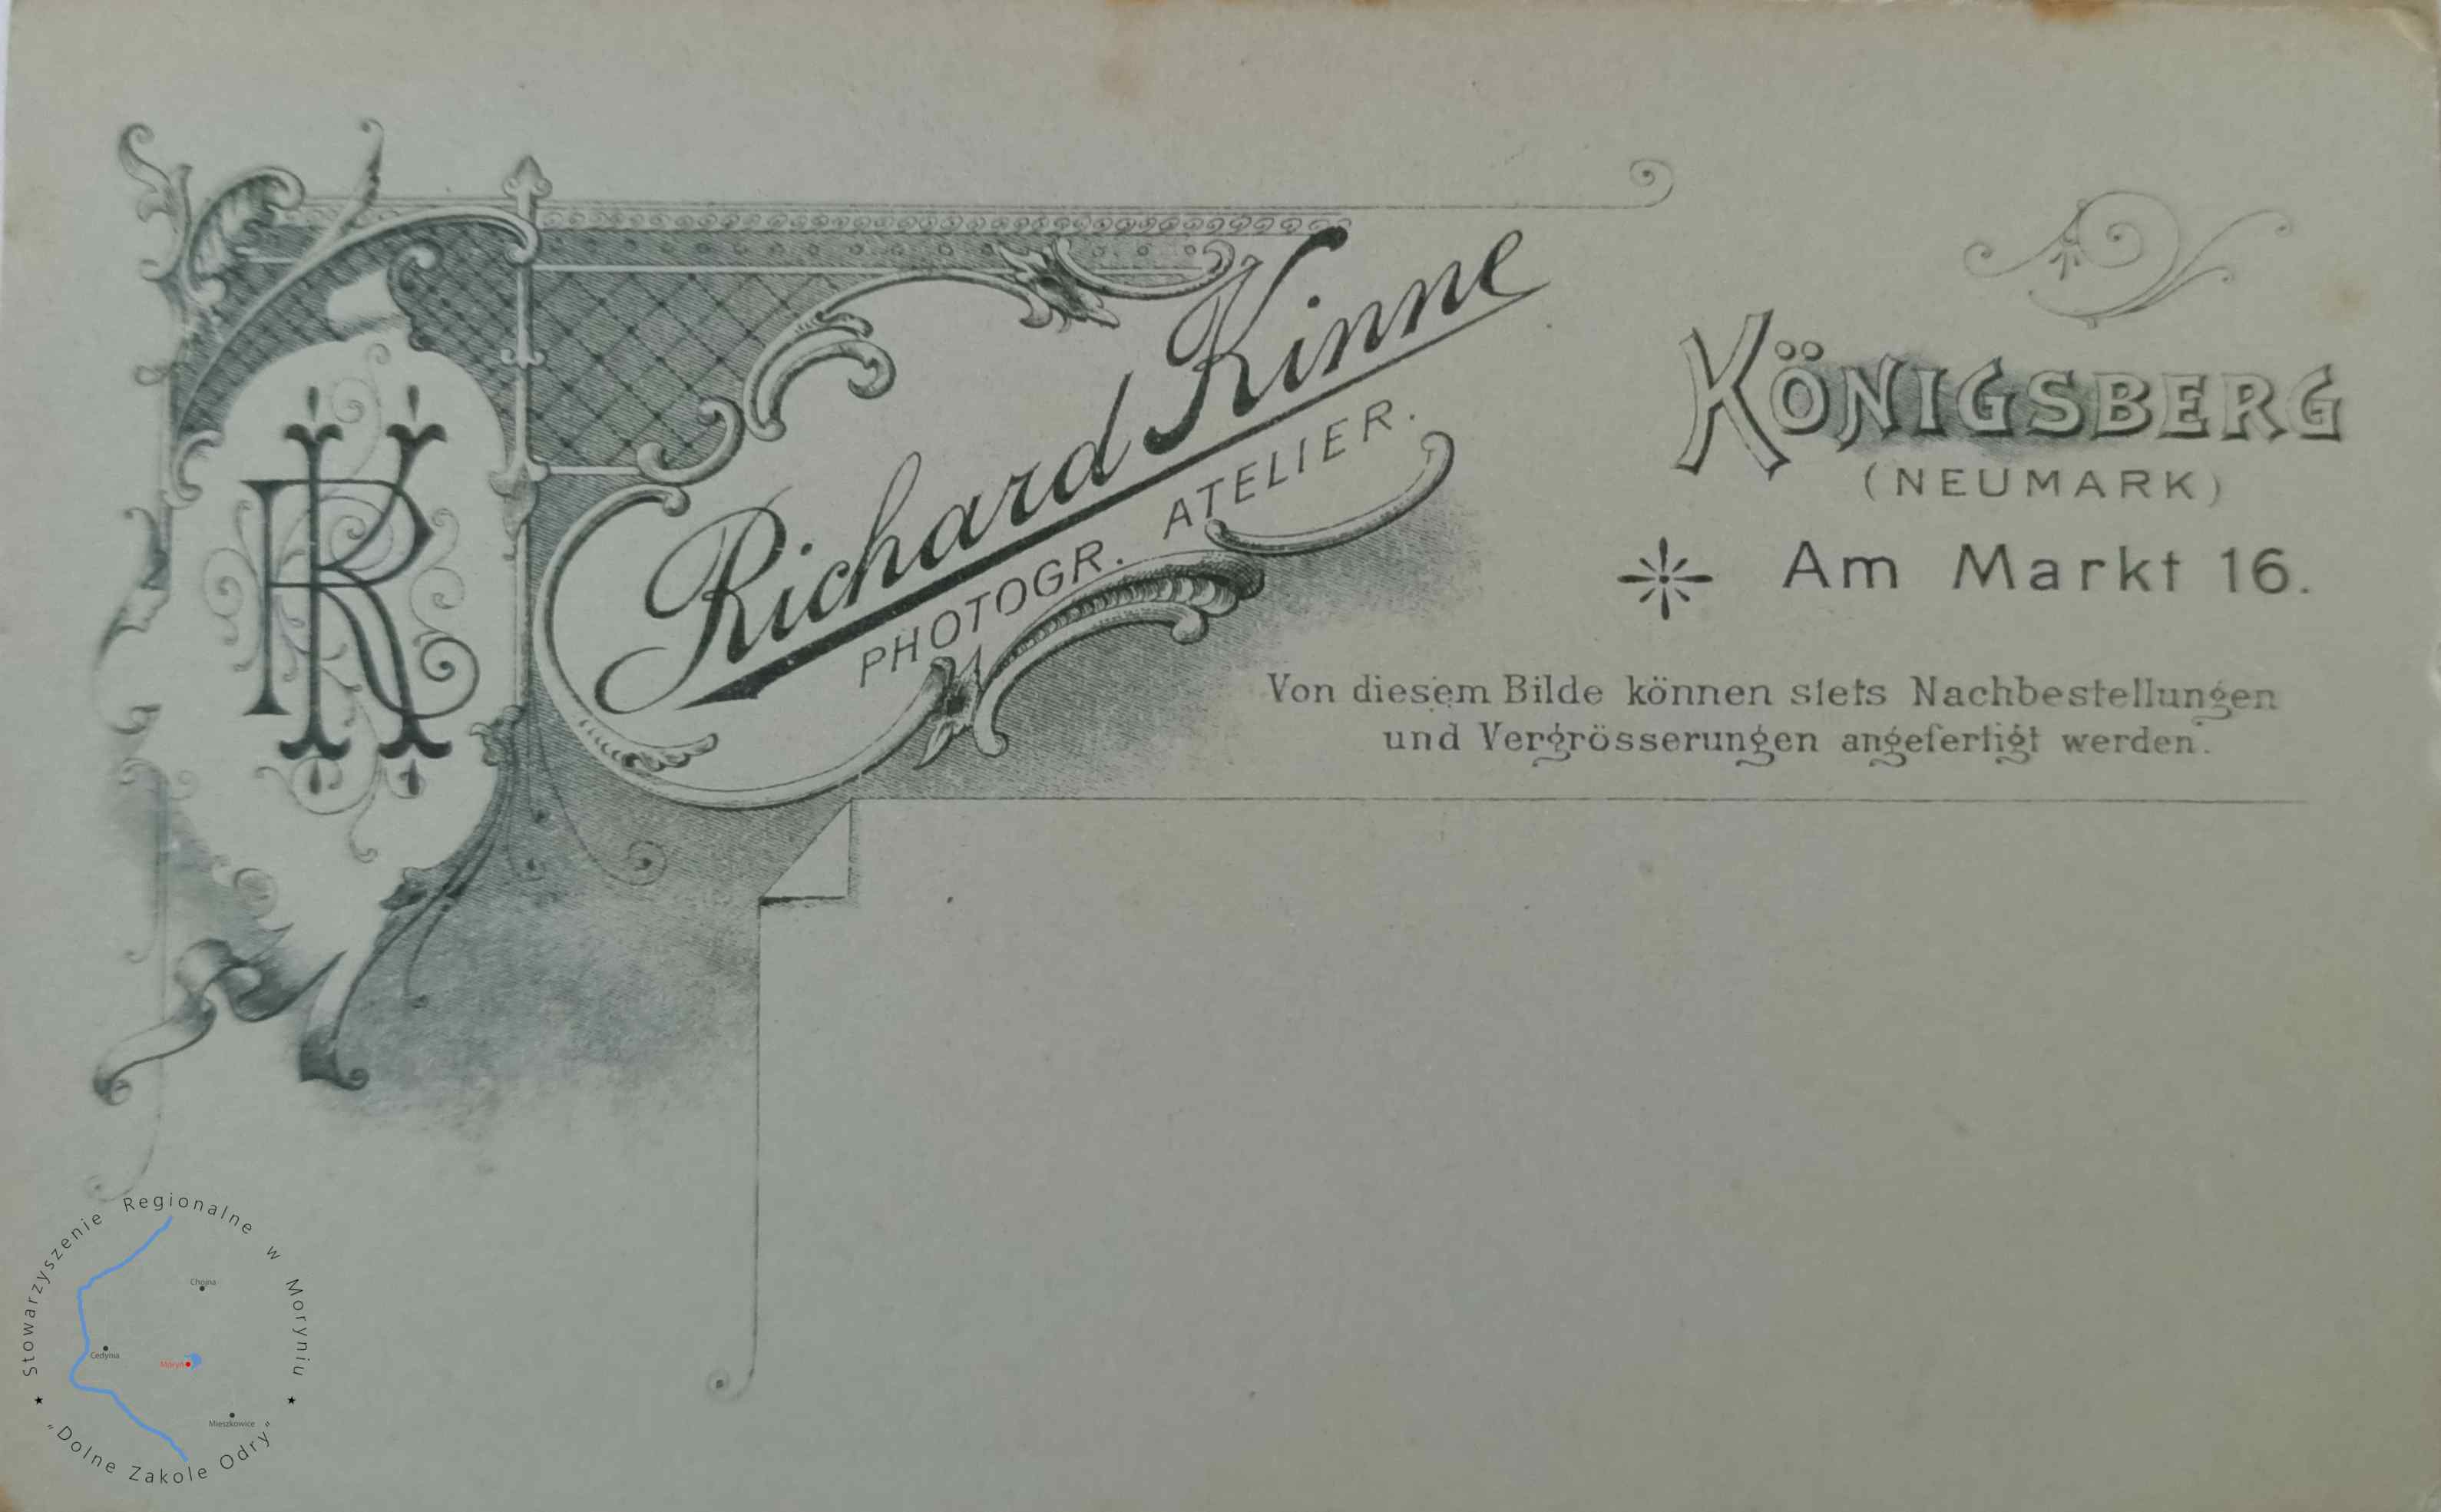 RK
Richard Kinne
PHOTOGR. ATELIER.
KÖNIGSBERG
(NEUMARK)
Am Markt 16.
Von diesem Bilde können stets Nachbestellungen
und Vergrösserungen angefertigt werden.
Stowarzyszenie Regionalne w Moryniu
Chojna
Cedynia
Moryń
Mieszkowice
„Dolne Zakole Odry”